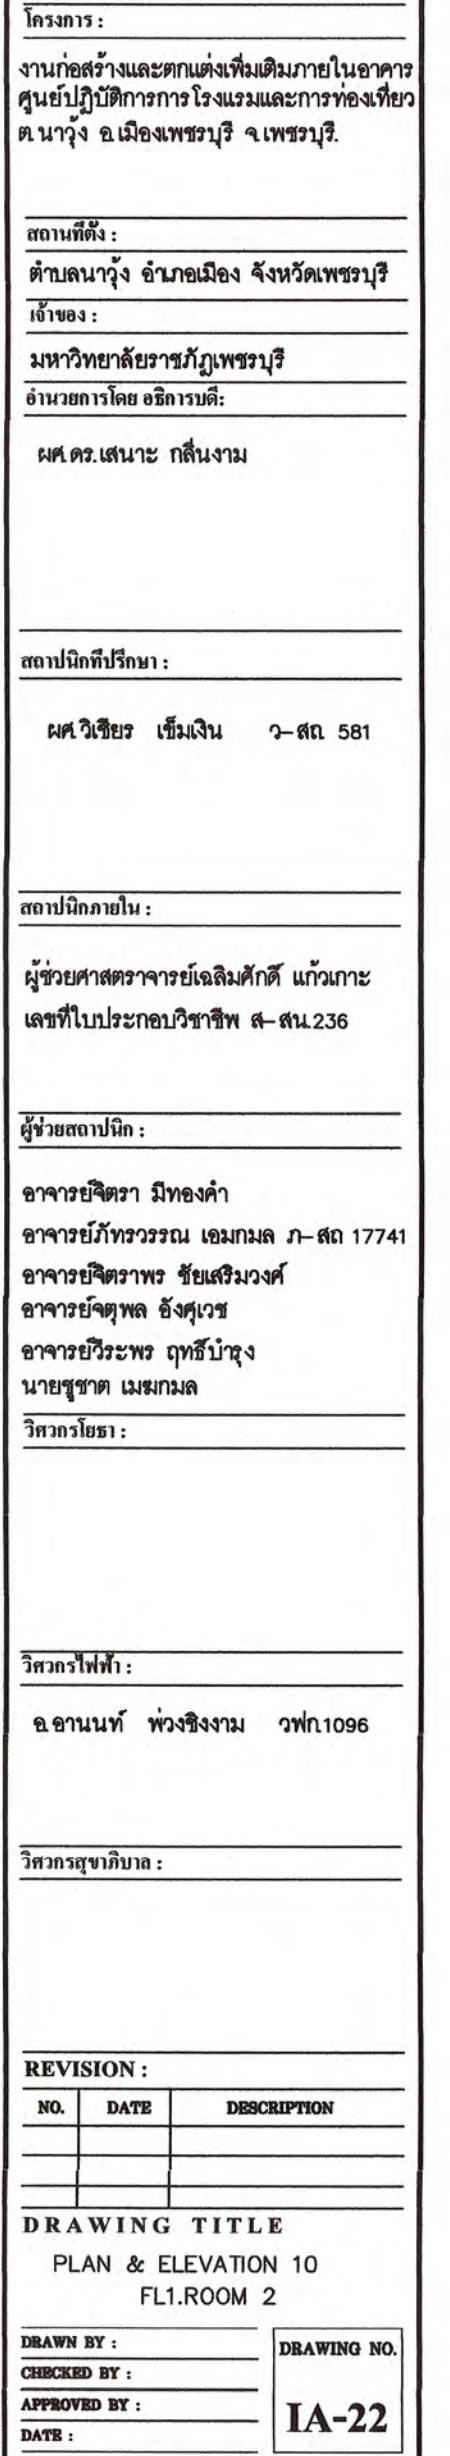 โครงการ :
งานก่อสร้างและตกแต่งเพิ่มเติมภายในอาคาร
ศูนย์ปฏิบัติการการโรงแรมและการท่องเที่ยว
ต.นาวุ้ง อ.เมืองเพชรบุรี จ.เพชรบุรี.
สถานที่ตั้ง :
ตำบลนาวุ้ง อำเภอเมือง จังหวัดเพชรบุรี
เจ้าของ :
มหาวิทยาลัยราชภัฏเพชรบุรี
อำนวยการโดย อธิการบดี:
ผศ.ดร.เสนาะ กลิ่นงาม
สถาปนิกที่ปรึกษา :
ผศ.วิเชียร เข็มเงิน ว-สถ. 581
สถาปนิกภายใน :
ผู้ช่วยศาสตราจารย์เฉลิมศักดิ์ แก้วเกาะ
เลขที่ใบประกอบวิชาชีพ ส-สน.236
ผู้ช่วยสถาปนิก :
อาจารย์จิตรา มีทองคำ
อาจารย์ภัทรวรรณ เอมกมล ภ-สถ 17741
อาจารย์จิตราพร ชัยเสริมวงศ์
อาจารย์จตุพล อังศุเวช
อาจารย์วีระพร ฤทธิ์บำรุง
นายชูชาต เมฆกมล
วิศวกรโยธา :
วิศวกรไฟฟ้า :
อ.อานนท์ พ่วงชิงงาม วฟก.1096
วิศวกรสุขาภิบาล :
REVISION :
NO. DATE DESCRIPTION
DRAWING TITLE
PLAN & ELEVATION 10
FL1.ROOM 2
DRAWN BY :
CHECKED BY :
APPROVED BY :
DATE :
DRAWING NO.
IA-22